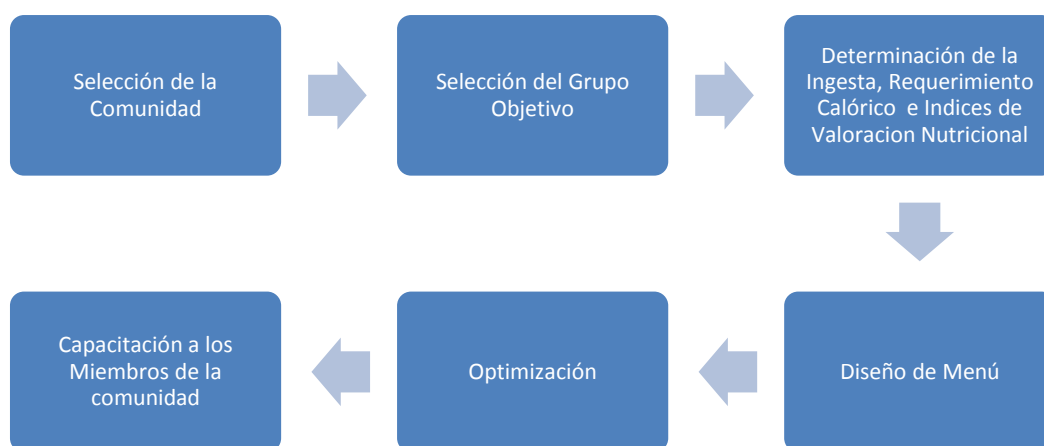 Selección de la
Comunidad
Selección del Grupo
Objetivo
Determinación de la
Ingesta, Requerimiento
Calórico e Indices de
Valoracion Nutricional
Diseño de Menú
Optimización
Capacitación a los
Miembros de la
comunidad